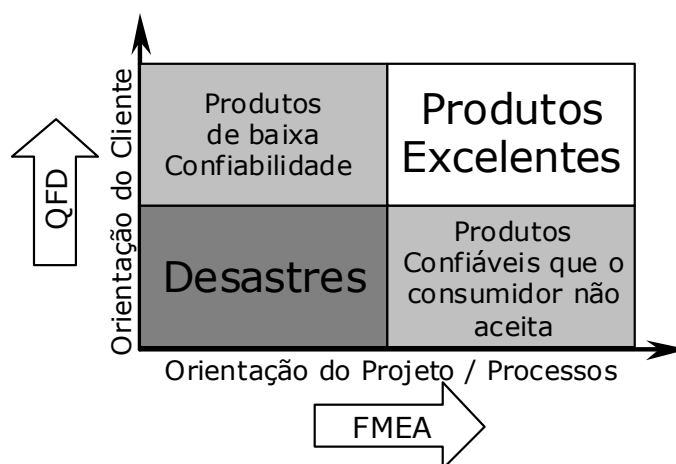 Produtos
de baixa
Confiabilidade
Produtos
Excelentes
QFD
Orientação do Cliente
Desastres
Produtos
Confiáveis que o
consumidor não
aceita
Orientação do Projeto / Processos
FMEA